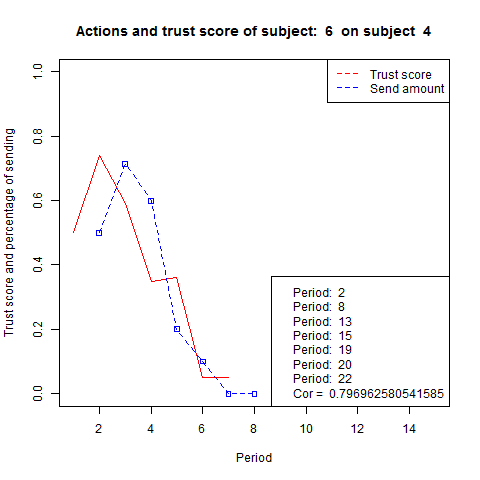 Actions and trust score of subject:  6  on subject  4
Trust score
Send amount
Trust score and percentage of sending
1.0
0.8
0.6
0.4
0.2
0.0
Period:  2
Period:  8
Period:  13
Period:  15
Period:  19
Period:  20
Period:  22
Cor =  0.796962580541585
2 4 6 8 10 12 14
Period